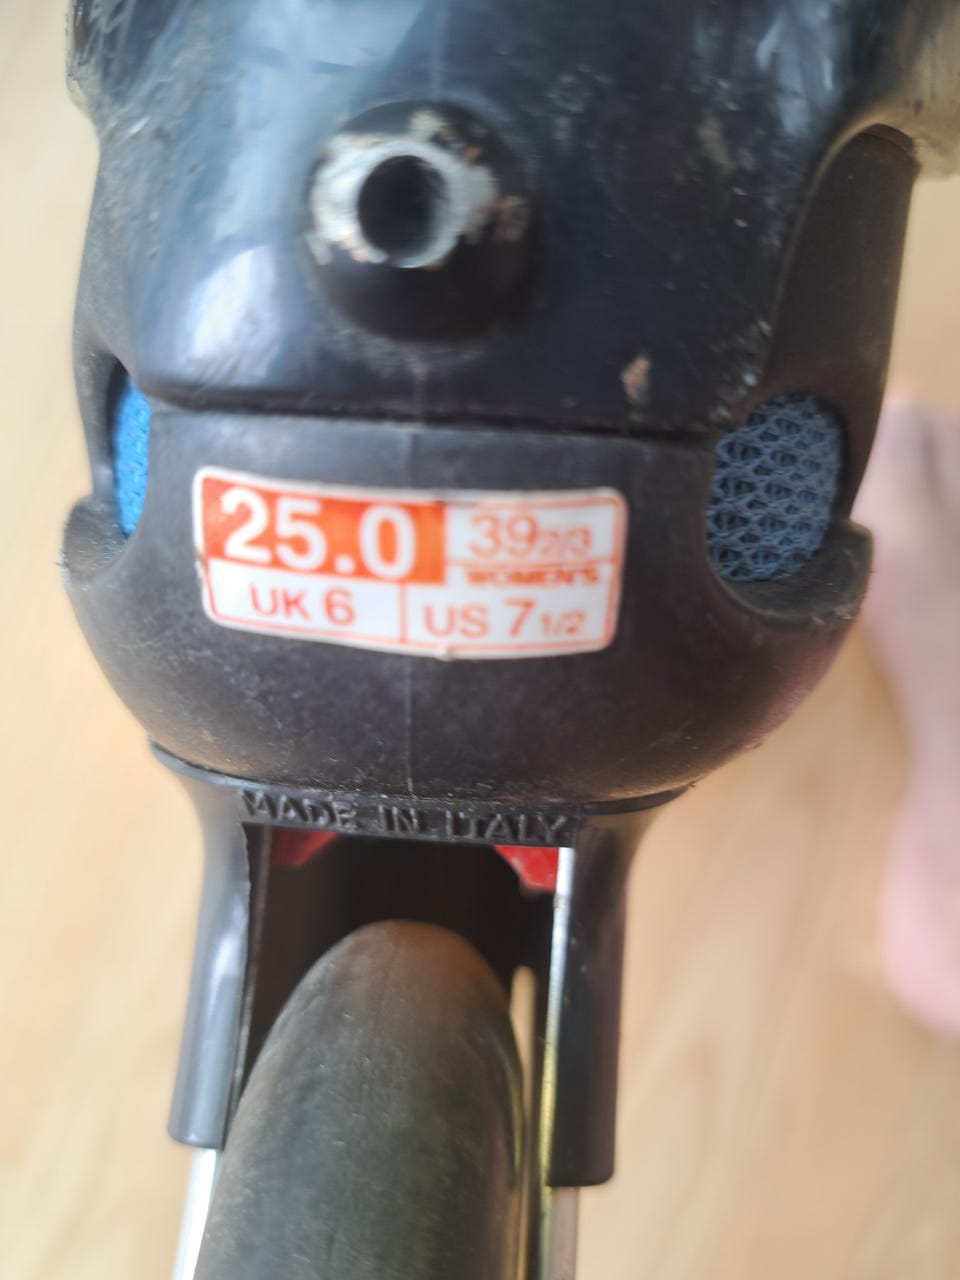 25.0 39 2/3
WOMEN'S
UK 6 US 7 1/2
MADE IN ITALY